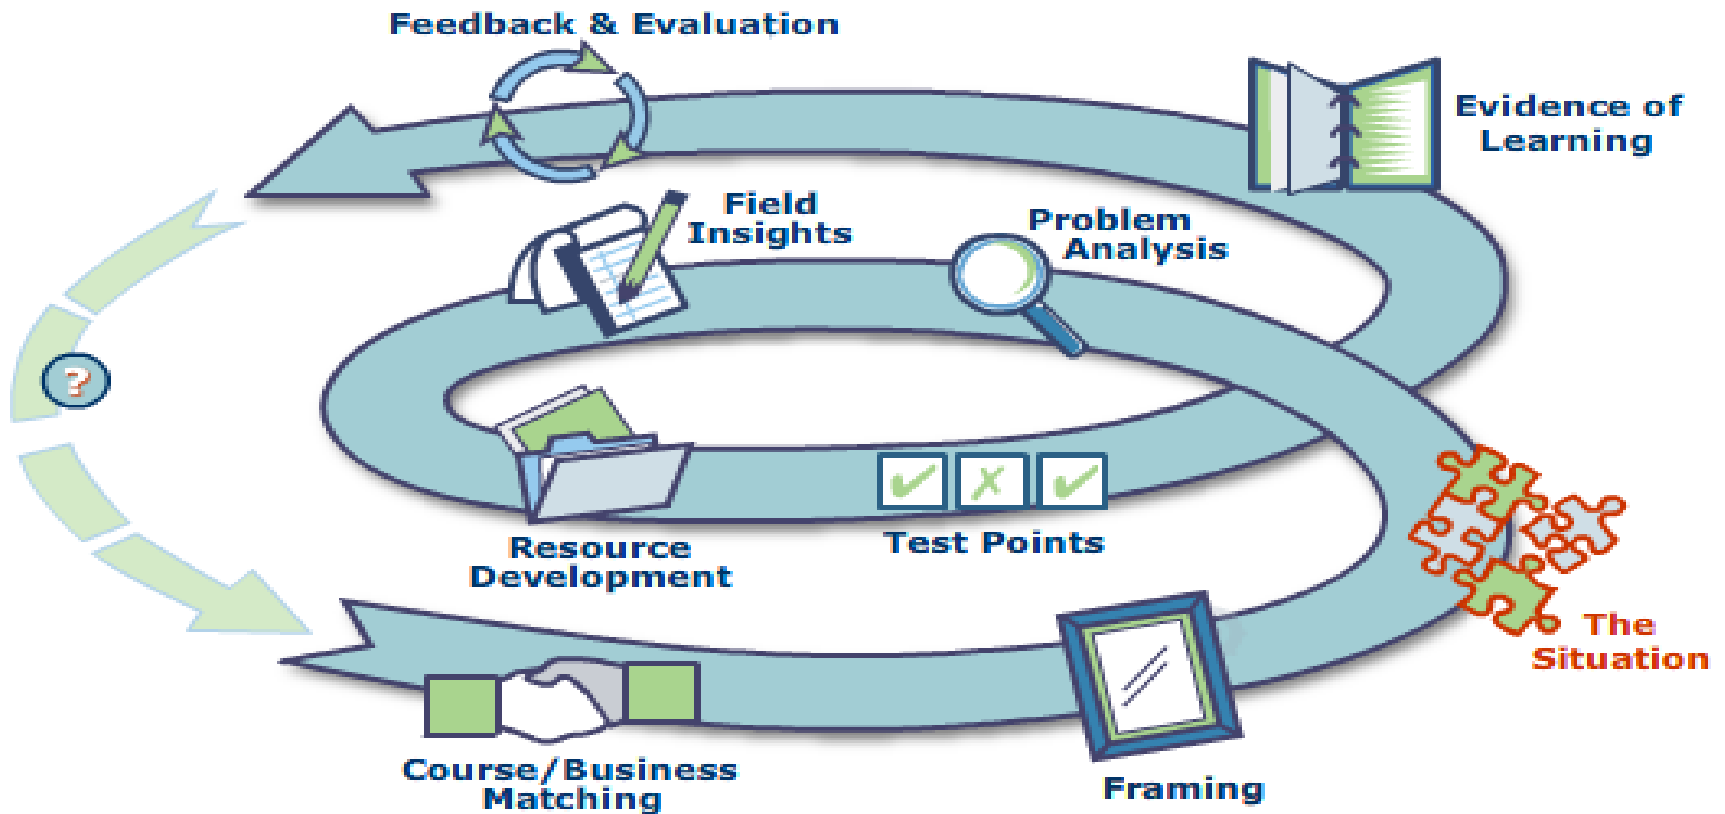 Feedback & Evaluation
Evidence of
Learning
Field
Insights
Problem
Analysis
?
Resource
Development
Test Points
The
Situation
Course/Business
Matching
Framing